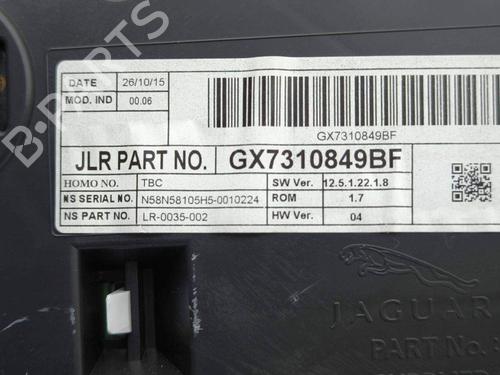 DATE 26/10/15
MOD. IND 00.06
GX7310849BF
JLR PART NO. GX7310849BF
HOMO NO. TBC SW Ver. 12.5.1.22.1.8
NS SERIAL NO. N58N58105H5-0010224 ROM 1.7
NS PART NO. LR-0035-002 HW Ver. 04
JAGUAR
PART No.
B-PARTS